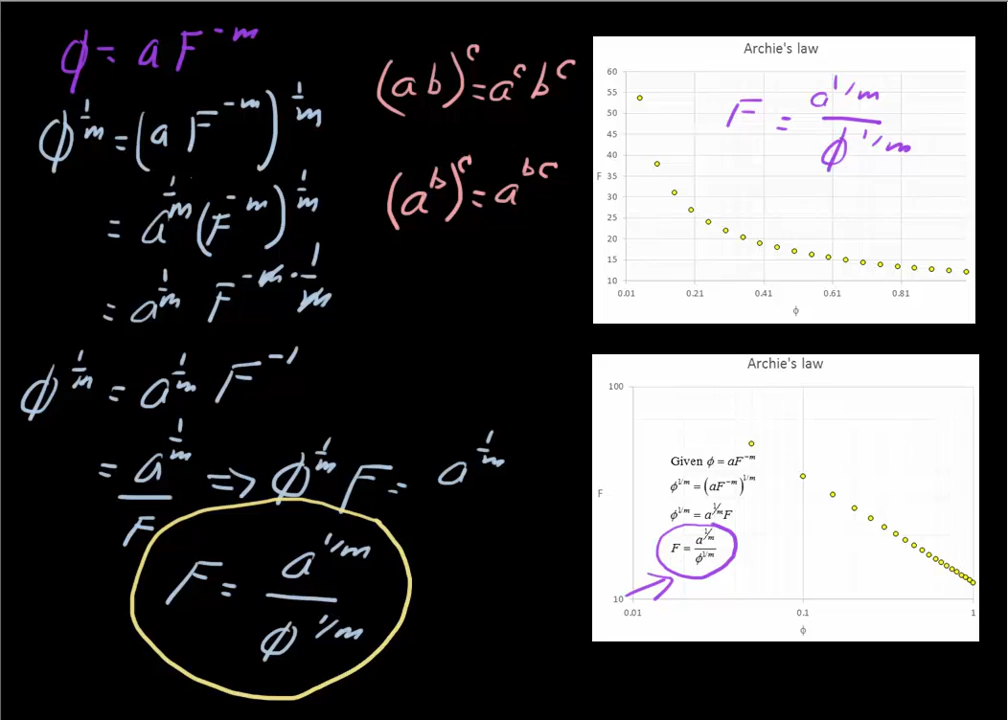 ϕ = a F^{-m}
ϕ^{1/m} = (a F^{-m})^{1/m}
= a^{1/m} (F^{-m})^{1/m}
= a^{1/m} F^{-m · 1/m}
ϕ^{1/m} = a^{1/m} F^{-1}
= a^{1/m} / F => ϕ^{1/m} F = a^{1/m}
F = a^{1/m} / ϕ^{1/m}
(ab)^c = a^c b^c
(a^b)^c = a^{bc}
Archie's law
F = a^{1/m} / ϕ^{1/m}
60
55
50
45
40
F 35
30
25
20
15
10
0.01 0.21 0.41 0.61 0.81
ϕ
Archie's law
100
Given ϕ = aF^{-m}
ϕ^{1/m} = (aF^{-m})^{1/m}
F
ϕ^{1/m} = a^{1/m} F
F = a^{1/m} / ϕ^{1/m}
10
0.01 0.1 1
ϕ